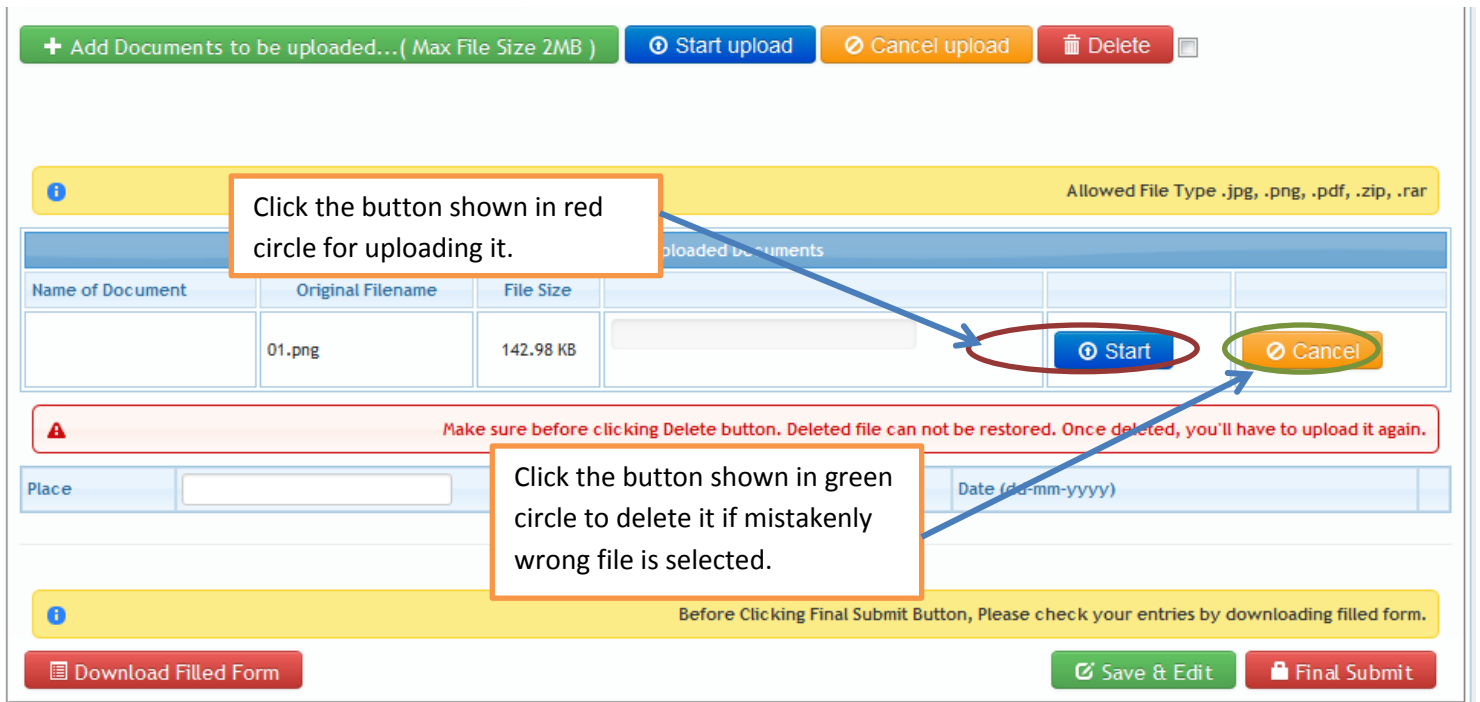 Add Documents to be uploaded...( Max File Size 2MB ) Start upload Cancel upload Delete
Allowed File Type .jpg, .png, .pdf, .zip, .rar
Click the button shown in red
circle for uploading it.
Documents
Name of Document Original Filename File Size
01.png 142.98 KB Start Cancel
Make sure before clicking Delete button. Deleted file can not be restored. Once deleted, you'll have to upload it again.
Place Date (dd-mm-yyyy)
Click the button shown in green
circle to delete it if mistakenly
wrong file is selected.
Before Clicking Final Submit Button, Please check your entries by downloading filled form.
Download Filled Form Save & Edit Final Submit